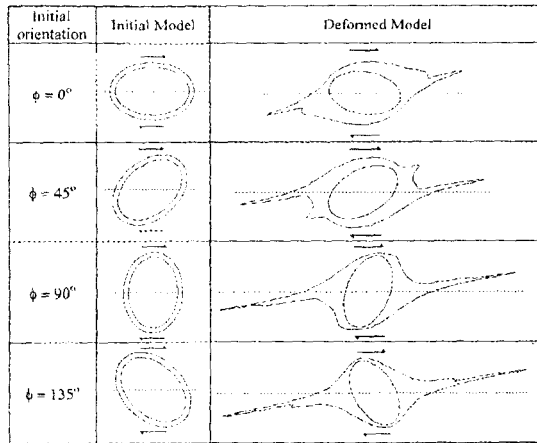 Initial
orientation
Initial Model
Deformed Model
ϕ = 0°
ϕ = 45°
ϕ = 90°
ϕ = 135°